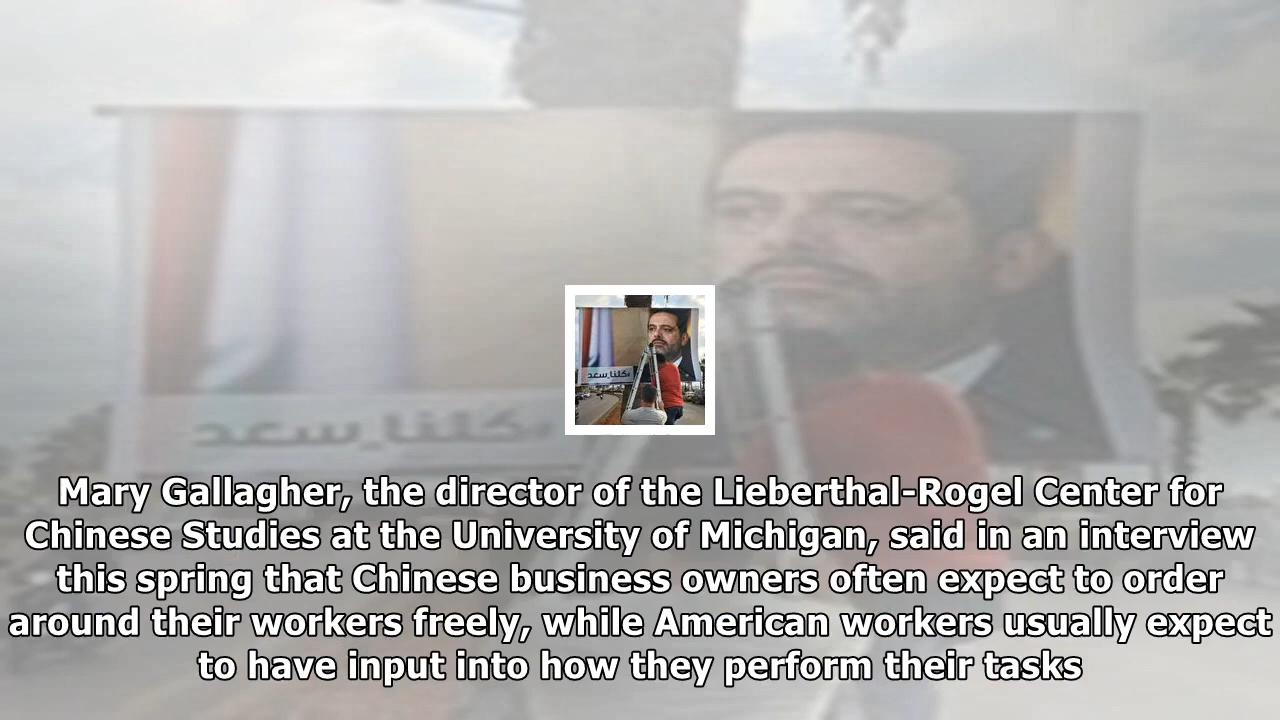 كلنا سعد
Mary Gallagher, the director of the Lieberthal-Rogel Center for
Chinese Studies at the University of Michigan, said in an interview
this spring that Chinese business owners often expect to order
around their workers freely, while American workers usually expect
to have input into how they perform their tasks